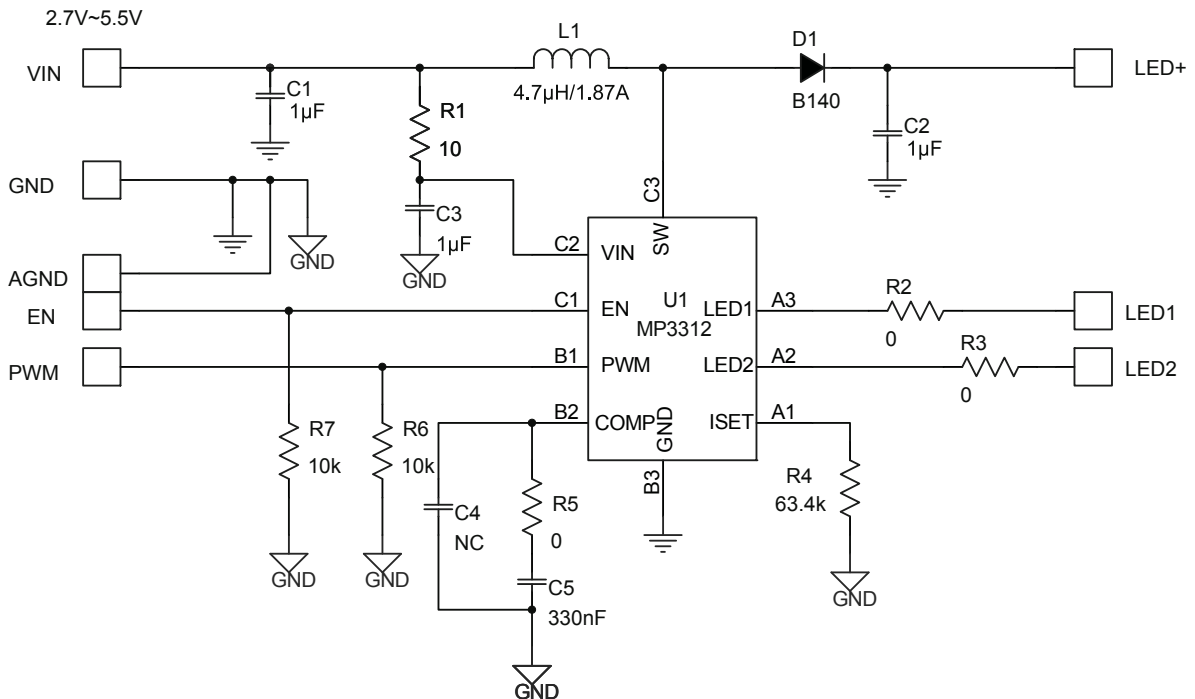 2.7V~5.5V
L1
D1
VIN
LED+
4.7µH/1.87A
B140
C1
1µF
R1
10
C2
1µF
GND
C3
C3
1µF
GND
GND
C2
VIN
SW
AGND
EN
C1
EN
U1
MP3312
LED1
A3
R2
0
LED1
PWM
B1
PWM
LED2
A2
R3
0
LED2
B2
COMP
GND
ISET
A1
R7
10k
R6
10k
B3
R4
63.4k
C4
NC
R5
0
C5
330nF
GND
GND
GND
GND